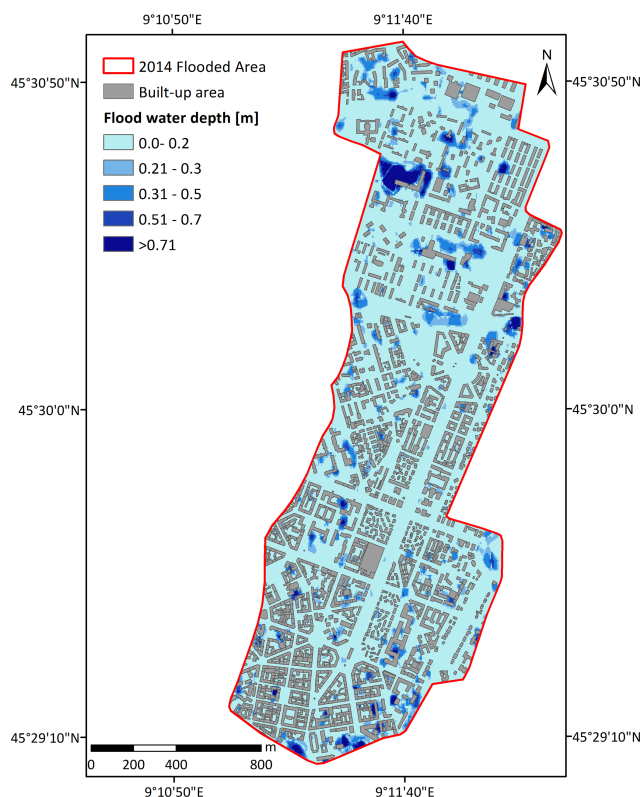 9°10'50"E 9°11'40"E
45°30'50"N 45°30'50"N
N
2014 Flooded Area
Built-up area
Flood water depth [m]
0.0- 0.2
0.21 - 0.3
0.31 - 0.5
0.51 - 0.7
>0.71
45°30'0"N 45°30'0"N
45°29'10"N 45°29'10"N
m
0 200 400 800
9°10'50"E 9°11'40"E